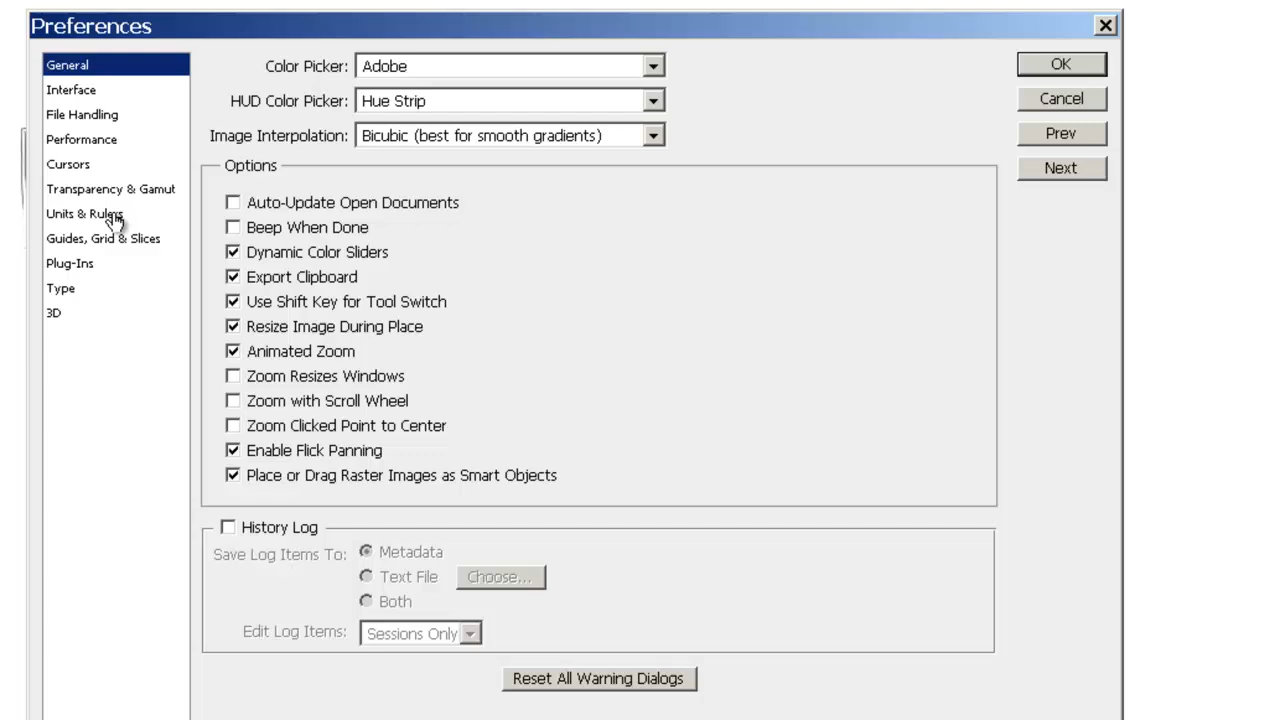 Preferences
General
Interface
File Handling
Performance
Cursors
Transparency & Gamut
Units & Rulers
Guides, Grid & Slices
Plug-Ins
Type
3D
Color Picker: Adobe
HUD Color Picker: Hue Strip
Image Interpolation: Bicubic (best for smooth gradients)
Options
Auto-Update Open Documents
Beep When Done
Dynamic Color Sliders
Export Clipboard
Use Shift Key for Tool Switch
Resize Image During Place
Animated Zoom
Zoom Resizes Windows
Zoom with Scroll Wheel
Zoom Clicked Point to Center
Enable Flick Panning
Place or Drag Raster Images as Smart Objects
History Log
Save Log Items To: Metadata
Text File Choose...
Both
Edit Log Items: Sessions Only
Reset All Warning Dialogs
OK
Cancel
Prev
Next